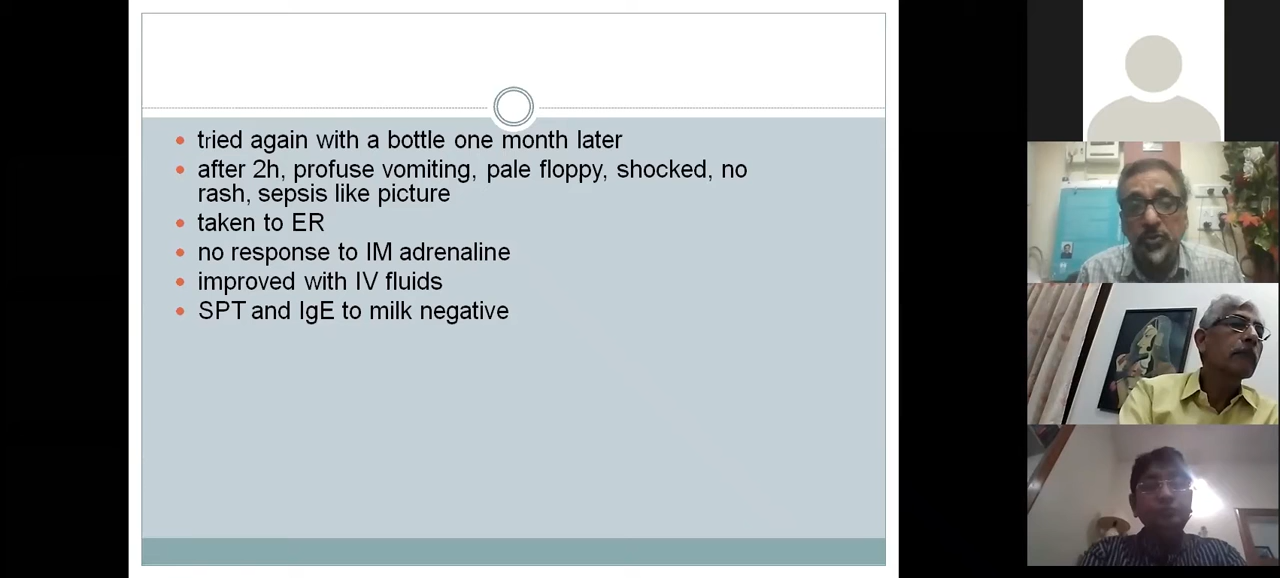 tried again with a bottle one month later
after 2h, profuse vomiting, pale floppy, shocked, no
rash, sepsis like picture
taken to ER
no response to IM adrenaline
improved with IV fluids
SPT and IgE to milk negative